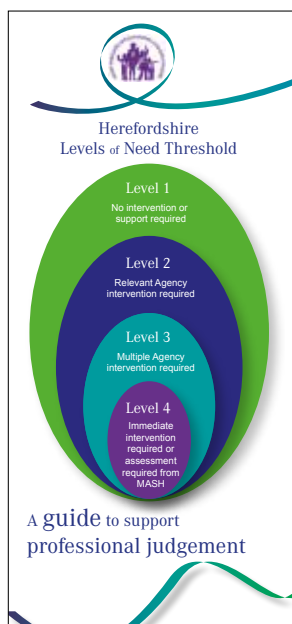 Herefordshire
Levels of Need Threshold
Level 1
No intervention or
support required
Level 2
Relevant Agency
intervention required
Level 3
Multiple Agency
intervention required
Level 4
Immediate
intervention
required or
assessment
required from
MASH
A guide to support
professional judgement